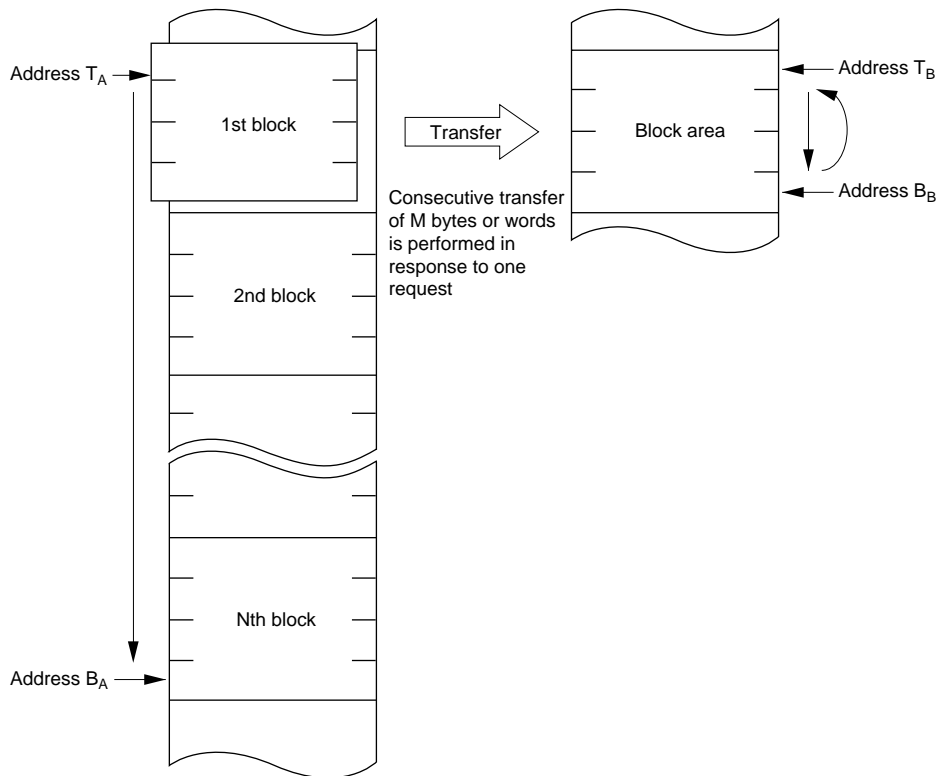 Address TA
1st block
Transfer
Block area
Address TB
Address BB
Consecutive transfer
of M bytes or words
is performed in
response to one
request
2nd block
Nth block
Address BA